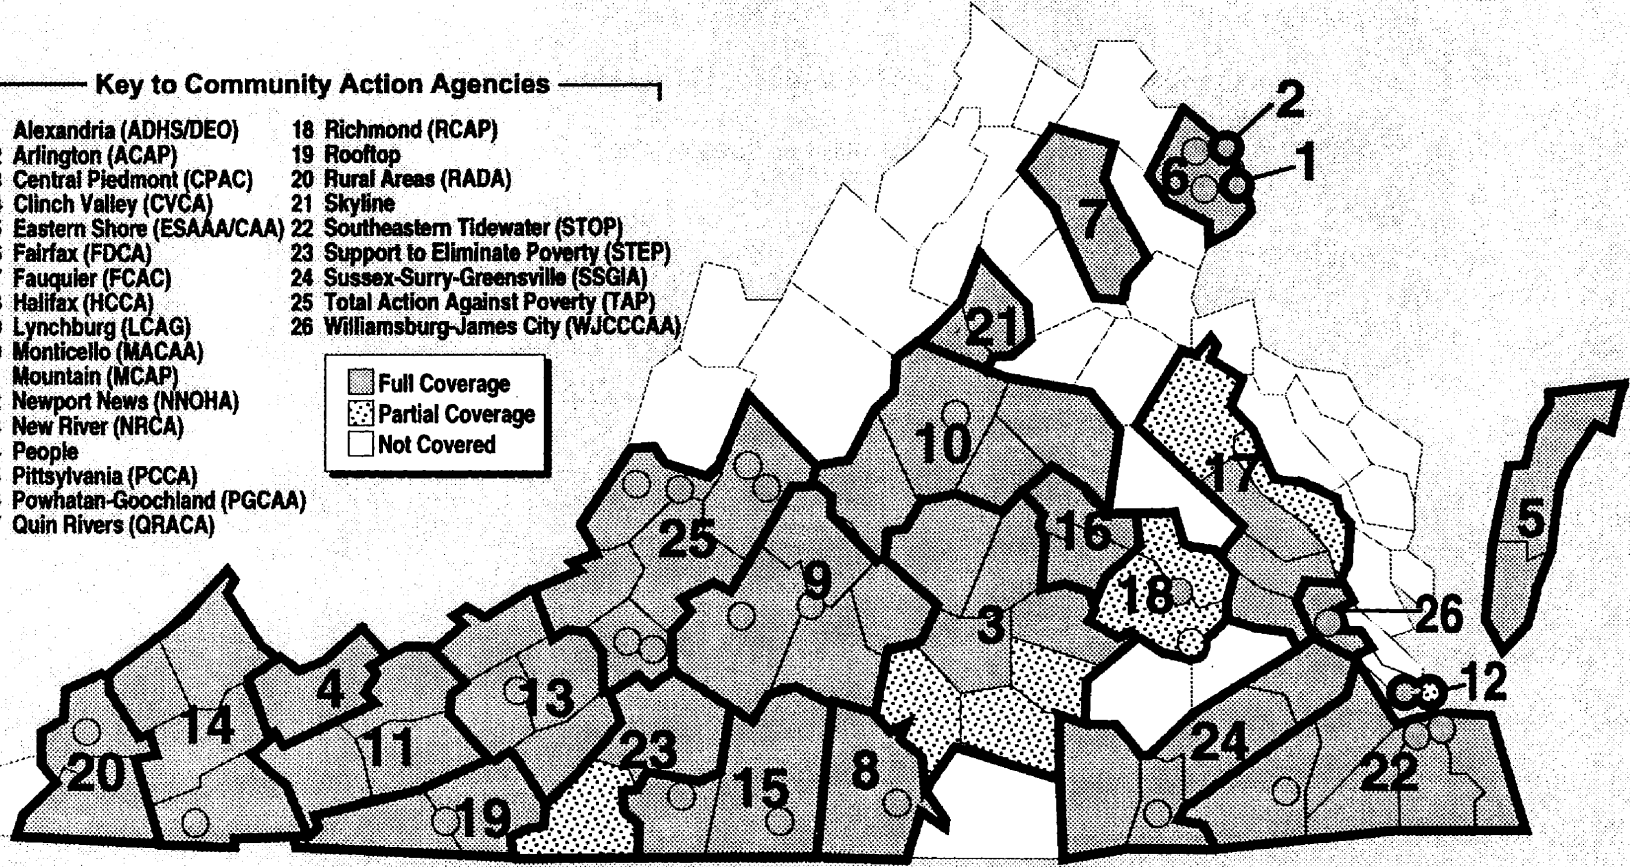 Key to Community Action Agencies
Alexandria (ADHS/DEO)
Arlington (ACAP)
Central Piedmont (CPAC)
Clinch Valley (CVCA)
Eastern Shore (ESAAA/CAA)
Fairfax (FDCA)
Fauquier (FCAC)
Halifax (HCCA)
Lynchburg (LCAG)
Monticello (MACAA)
Mountain (MCAP)
Newport News (NNOHA)
New River (NRCA)
People
Pittsylvania (PCCA)
Powhatan-Goochland (PGCAA)
Quin Rivers (QRACA)
18 Richmond (RCAP)
19 Rooftop
20 Rural Areas (RADA)
21 Skyline
22 Southeastern Tidewater (STOP)
23 Support to Eliminate Poverty (STEP)
24 Sussex-Surry-Greensville (SSGIA)
25 Total Action Against Poverty (TAP)
26 Williamsburg-James City (WJCCCAA)
Full Coverage
Partial Coverage
Not Covered
2
1
6
7
21
10
17
5
25
16
9
18
3
26
4
13
12
14
11
23
24
20
15
8
22
19